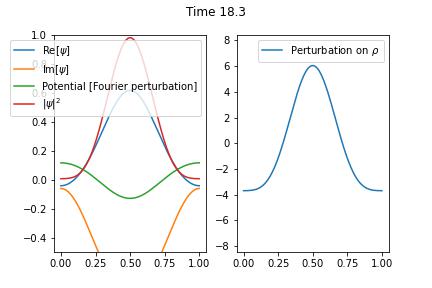 Time 18.3
Re[ψ]
Im[ψ]
Potential [Fourier perturbation]
|ψ|²
1.0
0.8
0.6
0.4
0.2
0.0
−0.2
−0.4
0.00 0.25 0.50 0.75 1.00
Perturbation on ρ
8
6
4
2
0
−2
−4
−6
−8
0.00 0.25 0.50 0.75 1.00